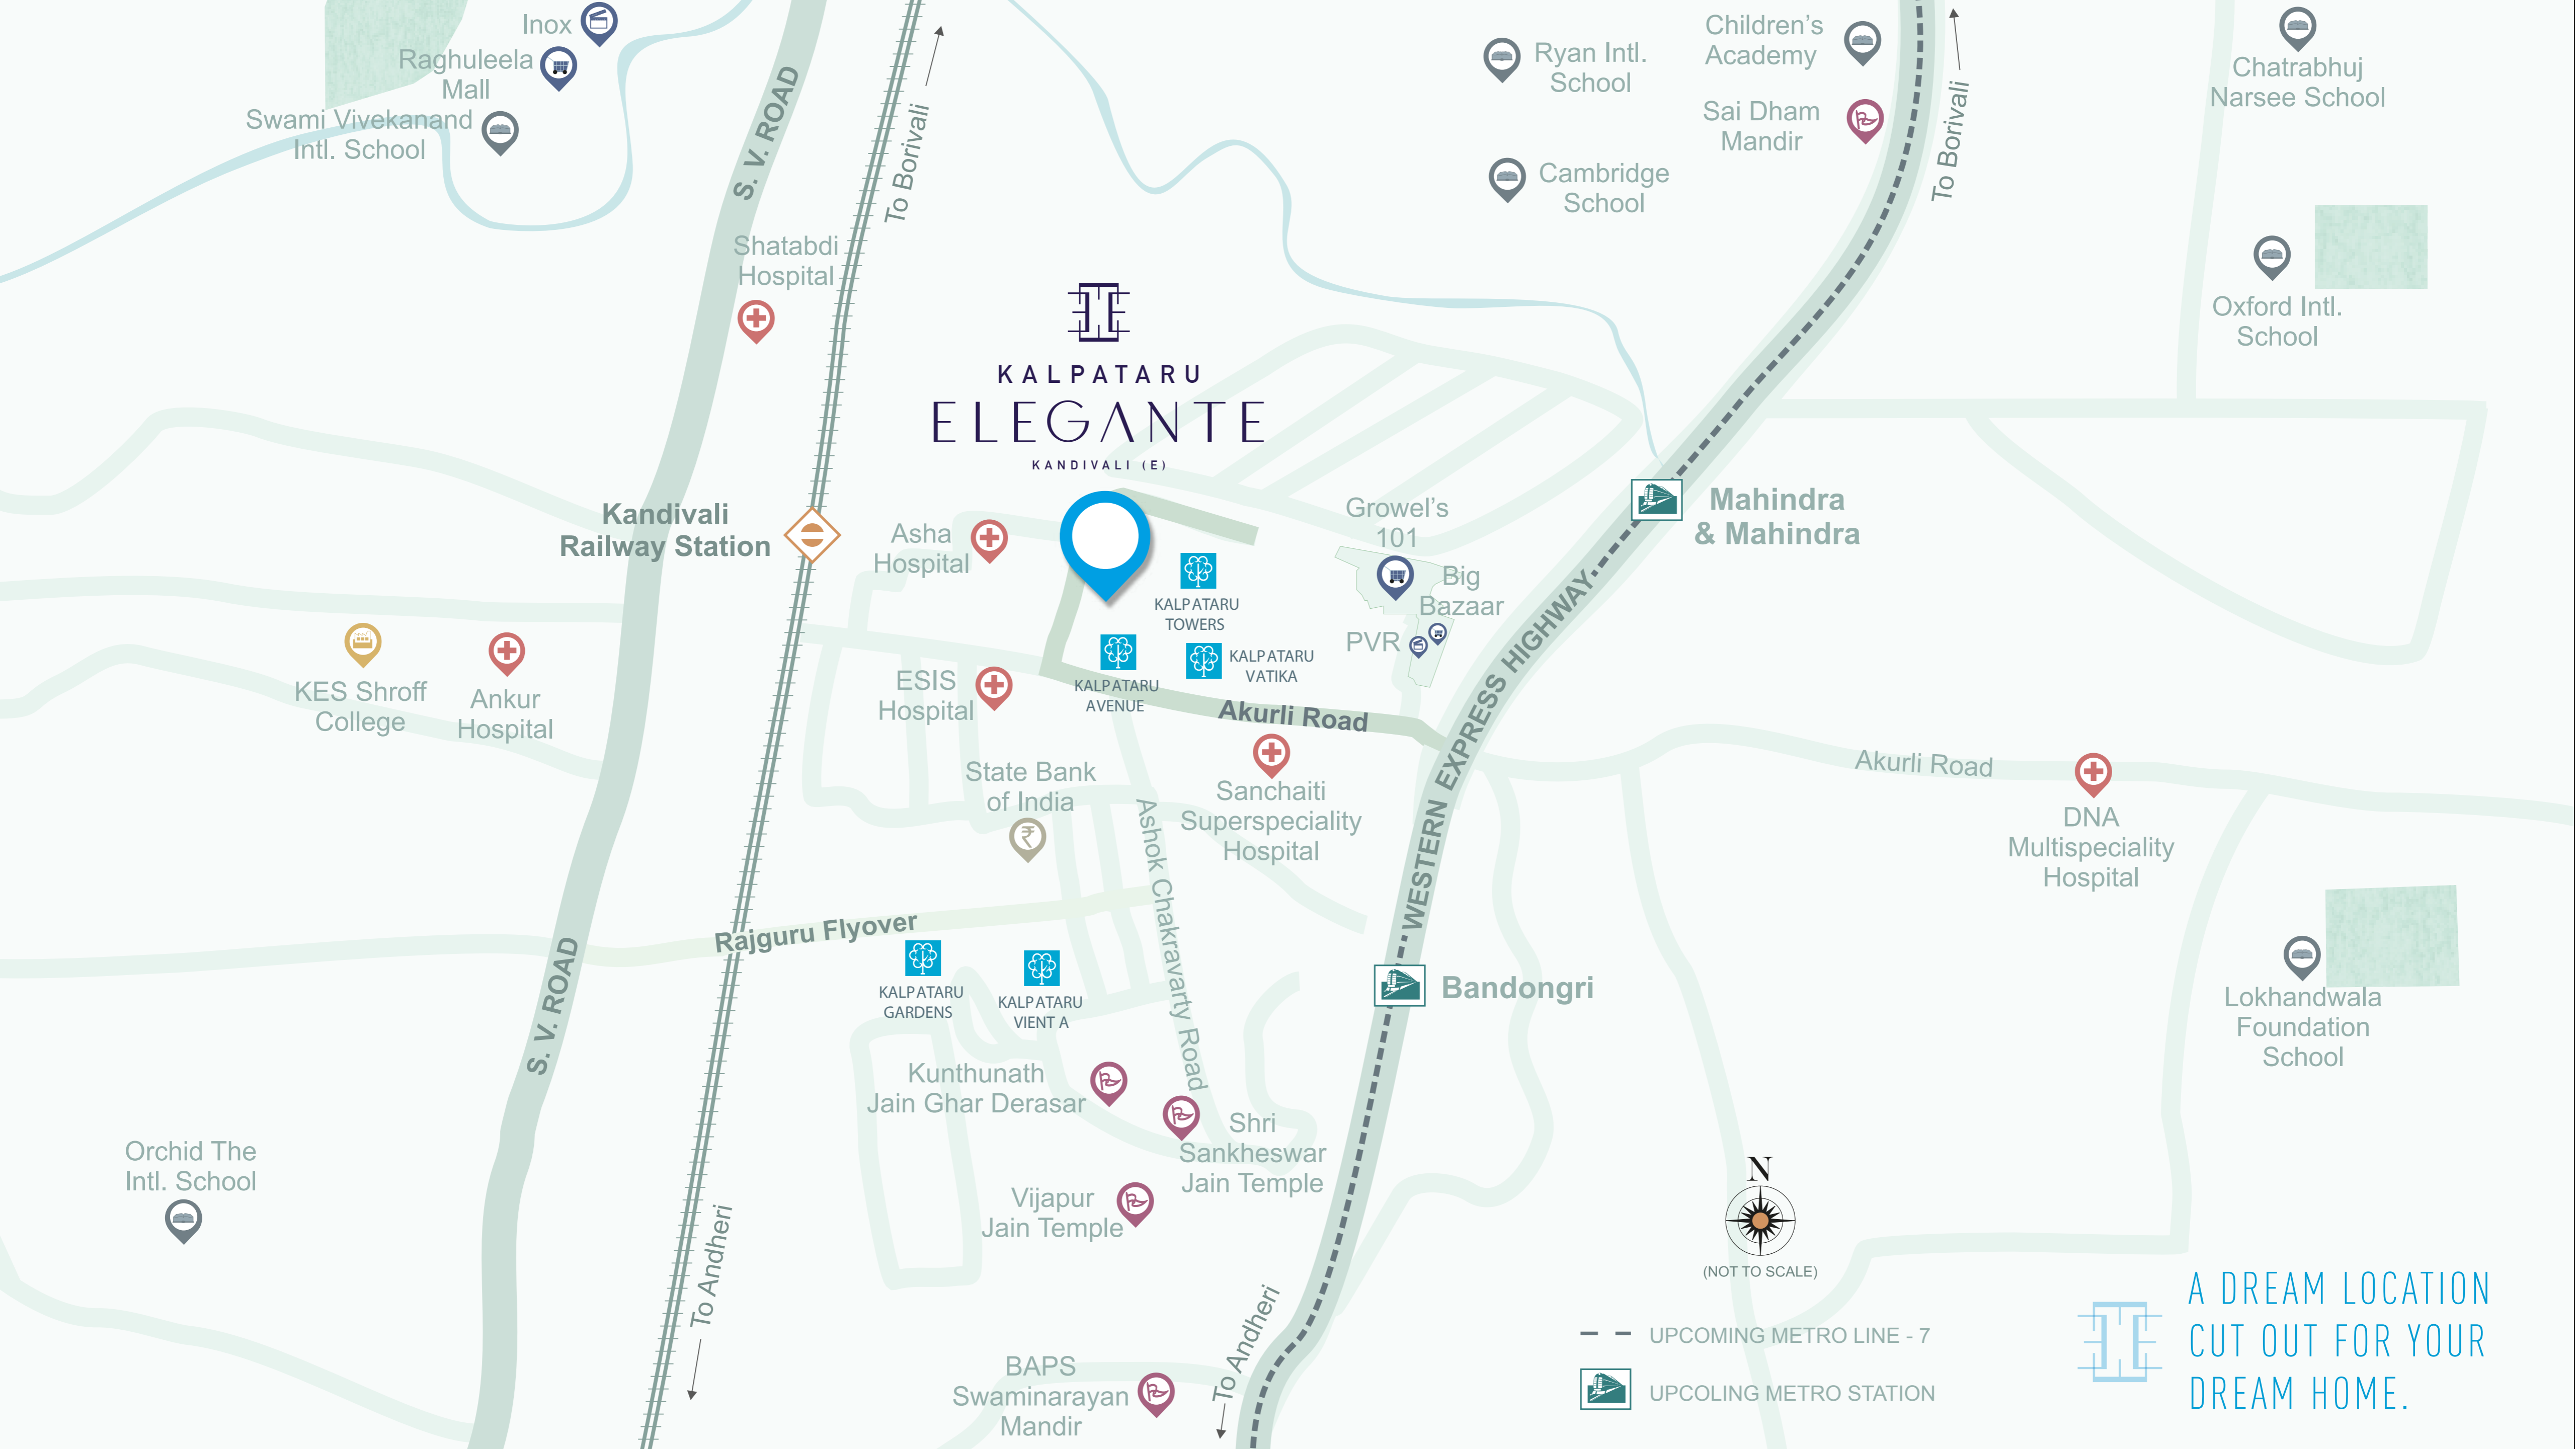 Inox
Raghuleela
Mall
Swami Vivekanand
Intl. School
S. V. ROAD
To Borivali
Shatabdi
Hospital
Ryan Intl.
School
Children's
Academy
Sai Dham
Mandir
Cambridge
School
To Borivali
Chatrabhuj
Narsee School
Oxford Intl.
School
KALPATARU
ELEGANTE
KANDIVALI (E)
Kandivali
Railway Station
Asha
Hospital
Growel's
101
Big
Bazaar
PVR
Mahindra
& Mahindra
KALPATARU
TOWERS
KALPATARU
VATIKA
KALPATARU
AVENUE
KES Shroff
College
Ankur
Hospital
ESIS
Hospital
Akurli Road
WESTERN EXPRESS HIGHWAY
Akurli Road
State Bank
of India
₹
Sanchaiti
Superspeciality
Hospital
DNA
Multispeciality
Hospital
Ashok Chakravarty Road
Rajguru Flyover
S. V. ROAD
KALPATARU
GARDENS
KALPATARU
VIENT A
Bandongri
Lokhandwala
Foundation
School
Kunthunath
Jain Ghar Derasar
Shri
Sankheswar
Jain Temple
Vijapur
Jain Temple
Orchid The
Intl. School
To Andheri
To Andheri
BAPS
Swaminarayan
Mandir
N
(NOT TO SCALE)
UPCOMING METRO LINE - 7
UPCOLING METRO STATION
A DREAM LOCATION
CUT OUT FOR YOUR
DREAM HOME.